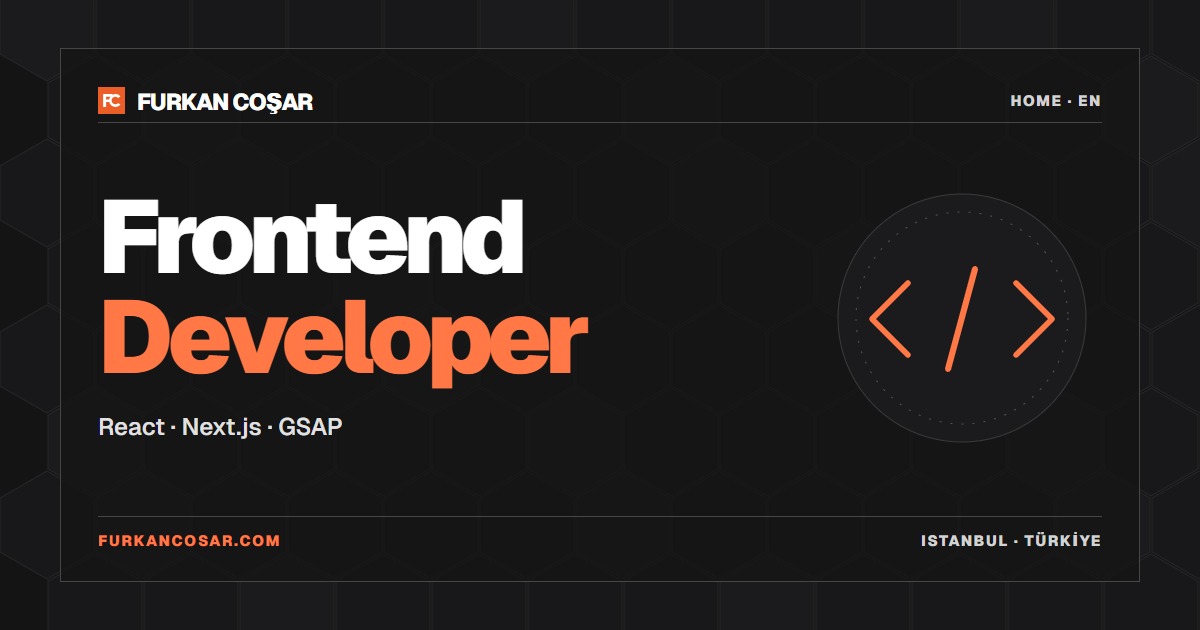 FC FURKAN COŞAR
HOME · EN
Frontend
Developer
</>
React · Next.js · GSAP
FURKANCOSAR.COM
ISTANBUL · TÜRKİYE